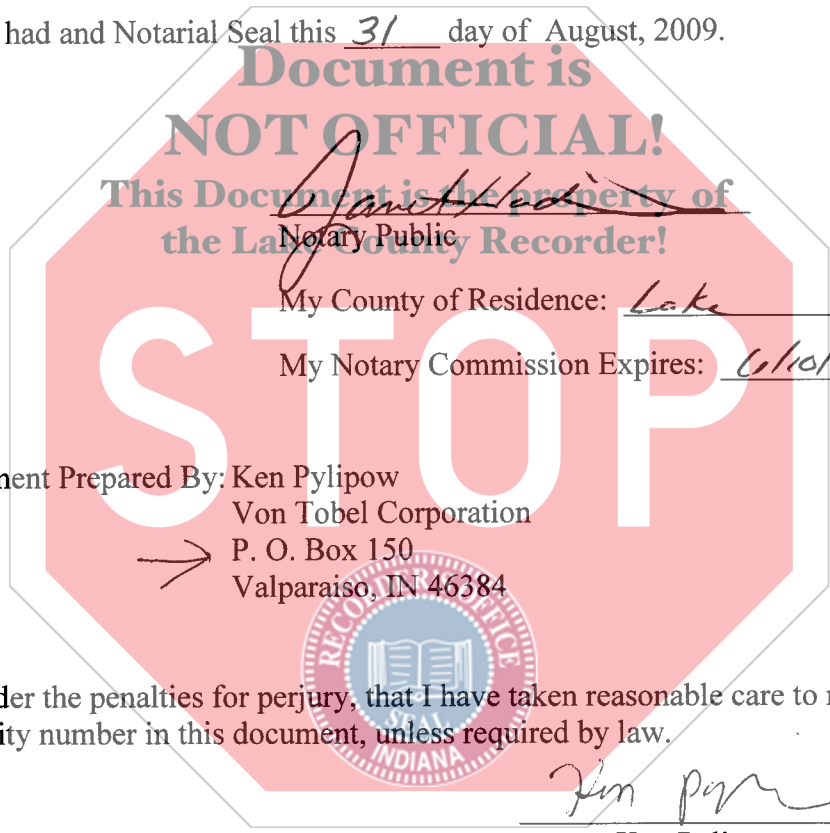 had and Notarial Seal this 31 day of August, 2009.
Document is
NOT OFFICIAL!
This Document is the property of
the Lake County Recorder!
Notary Public
My County of Residence: Lake
My Notary Commission Expires:
ment Prepared By: Ken Pylipow
Von Tobel Corporation
P. O. Box 150
Valparaiso, IN 46384
STOP
RECORDER'S OFFICE
SEAL
INDIANA
der the penalties for perjury, that I have taken reasonable care to
ity number in this document, unless required by law.
Ken